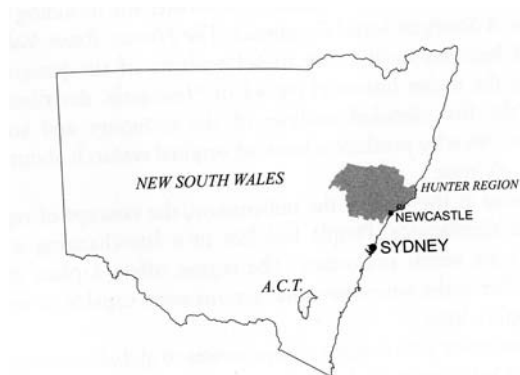 HUNTER REGION
NEW SOUTH WALES
NEWCASTLE
SYDNEY
A.C.T.